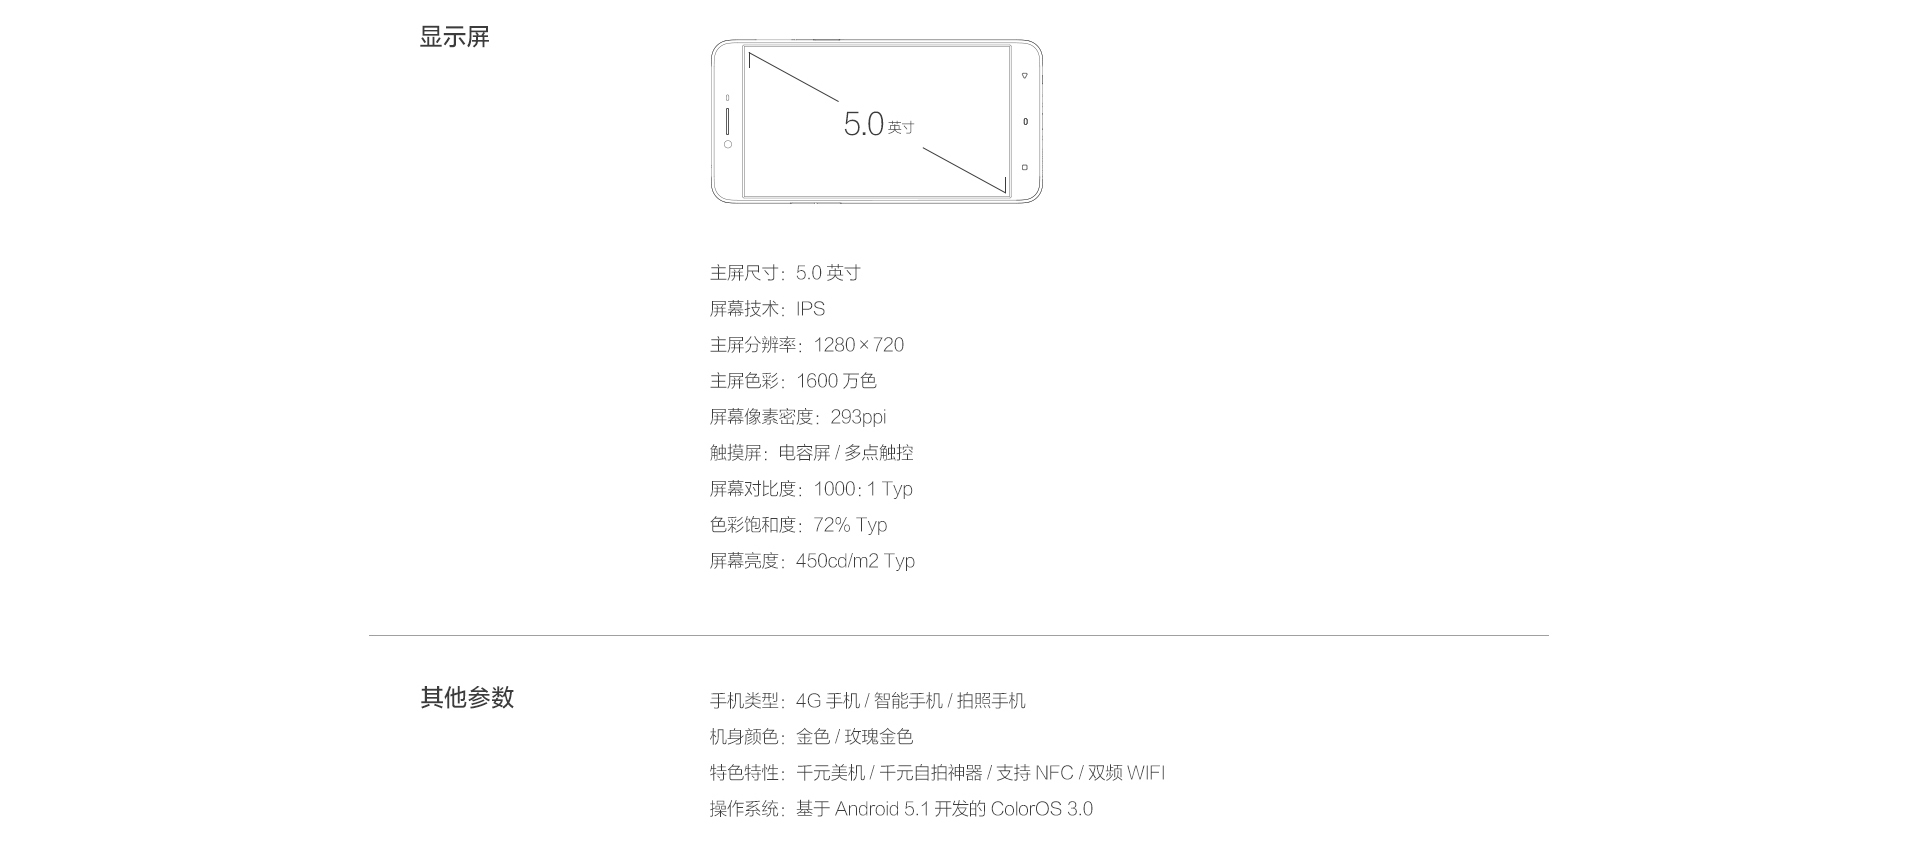 显示屏
5.0 英寸
主屏尺寸：5.0 英寸
屏幕技术：IPS
主屏分辨率：1280 × 720
主屏色彩：1600 万色
屏幕像素密度：293ppi
触摸屏：电容屏 / 多点触控
屏幕对比度：1000 : 1 Typ
色彩饱和度：72% Typ
屏幕亮度：450cd/m2 Typ
其他参数
手机类型：4G 手机 / 智能手机 / 拍照手机
机身颜色：金色 / 玫瑰金色
特色特性：千元美机 / 千元自拍神器 / 支持 NFC / 双频 WIFI
操作系统：基于 Android 5.1 开发的 ColorOS 3.0